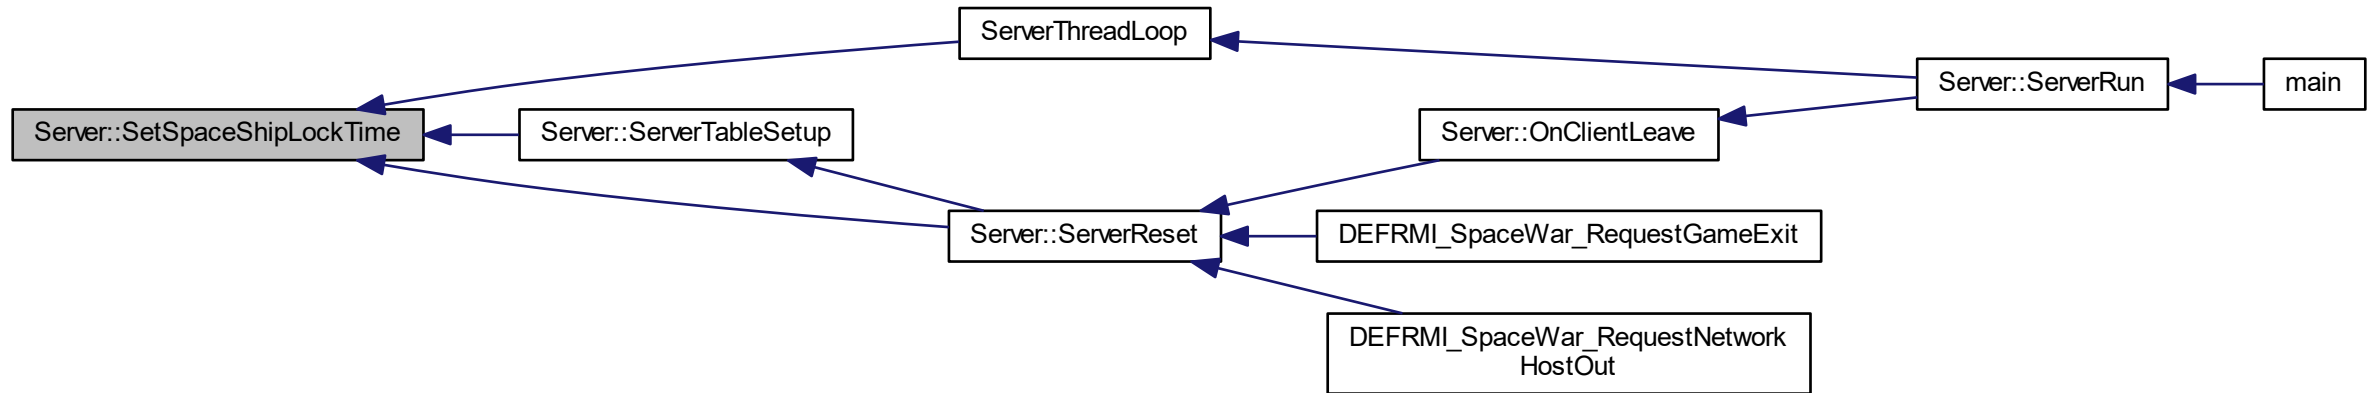 ServerThreadLoop
Server::ServerRun
main
Server::SetSpaceShipLockTime
Server::ServerTableSetup
Server::OnClientLeave
Server::ServerReset
DEFRMI_SpaceWar_RequestGameExit
DEFRMI_SpaceWar_RequestNetwork
HostOut